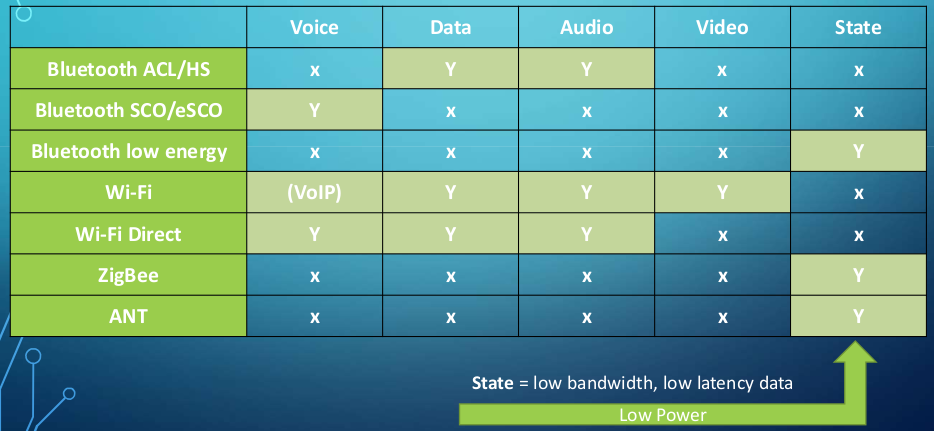 Voice Data Audio Video State
Bluetooth ACL/HS x Y Y x x
Bluetooth SCO/eSCO Y x x x x
Bluetooth low energy x x x x Y
Wi-Fi (VoIP) Y Y Y x
Wi-Fi Direct Y Y Y x x
ZigBee x x x x Y
ANT x x x x Y
State = low bandwidth, low latency data
Low Power